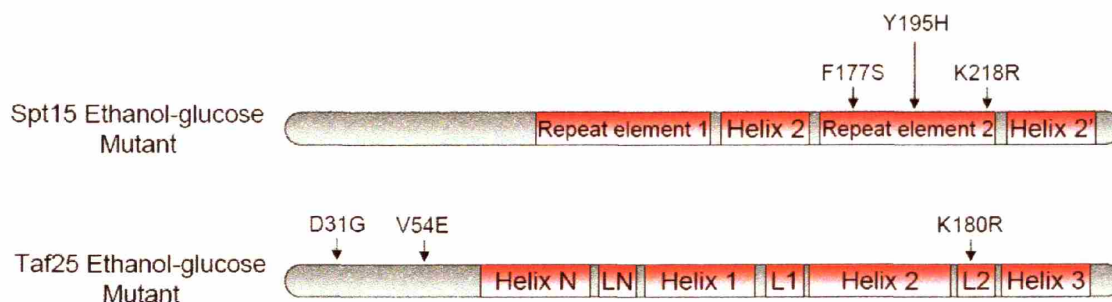 Y195H
F177S K218R
Spt15 Ethanol-glucose
Mutant
Repeat element 1 Helix 2 Repeat element 2 Helix 2'
D31G V54E K180R
Taf25 Ethanol-glucose
Mutant
Helix N LN Helix 1 L1 Helix 2 L2 Helix 3